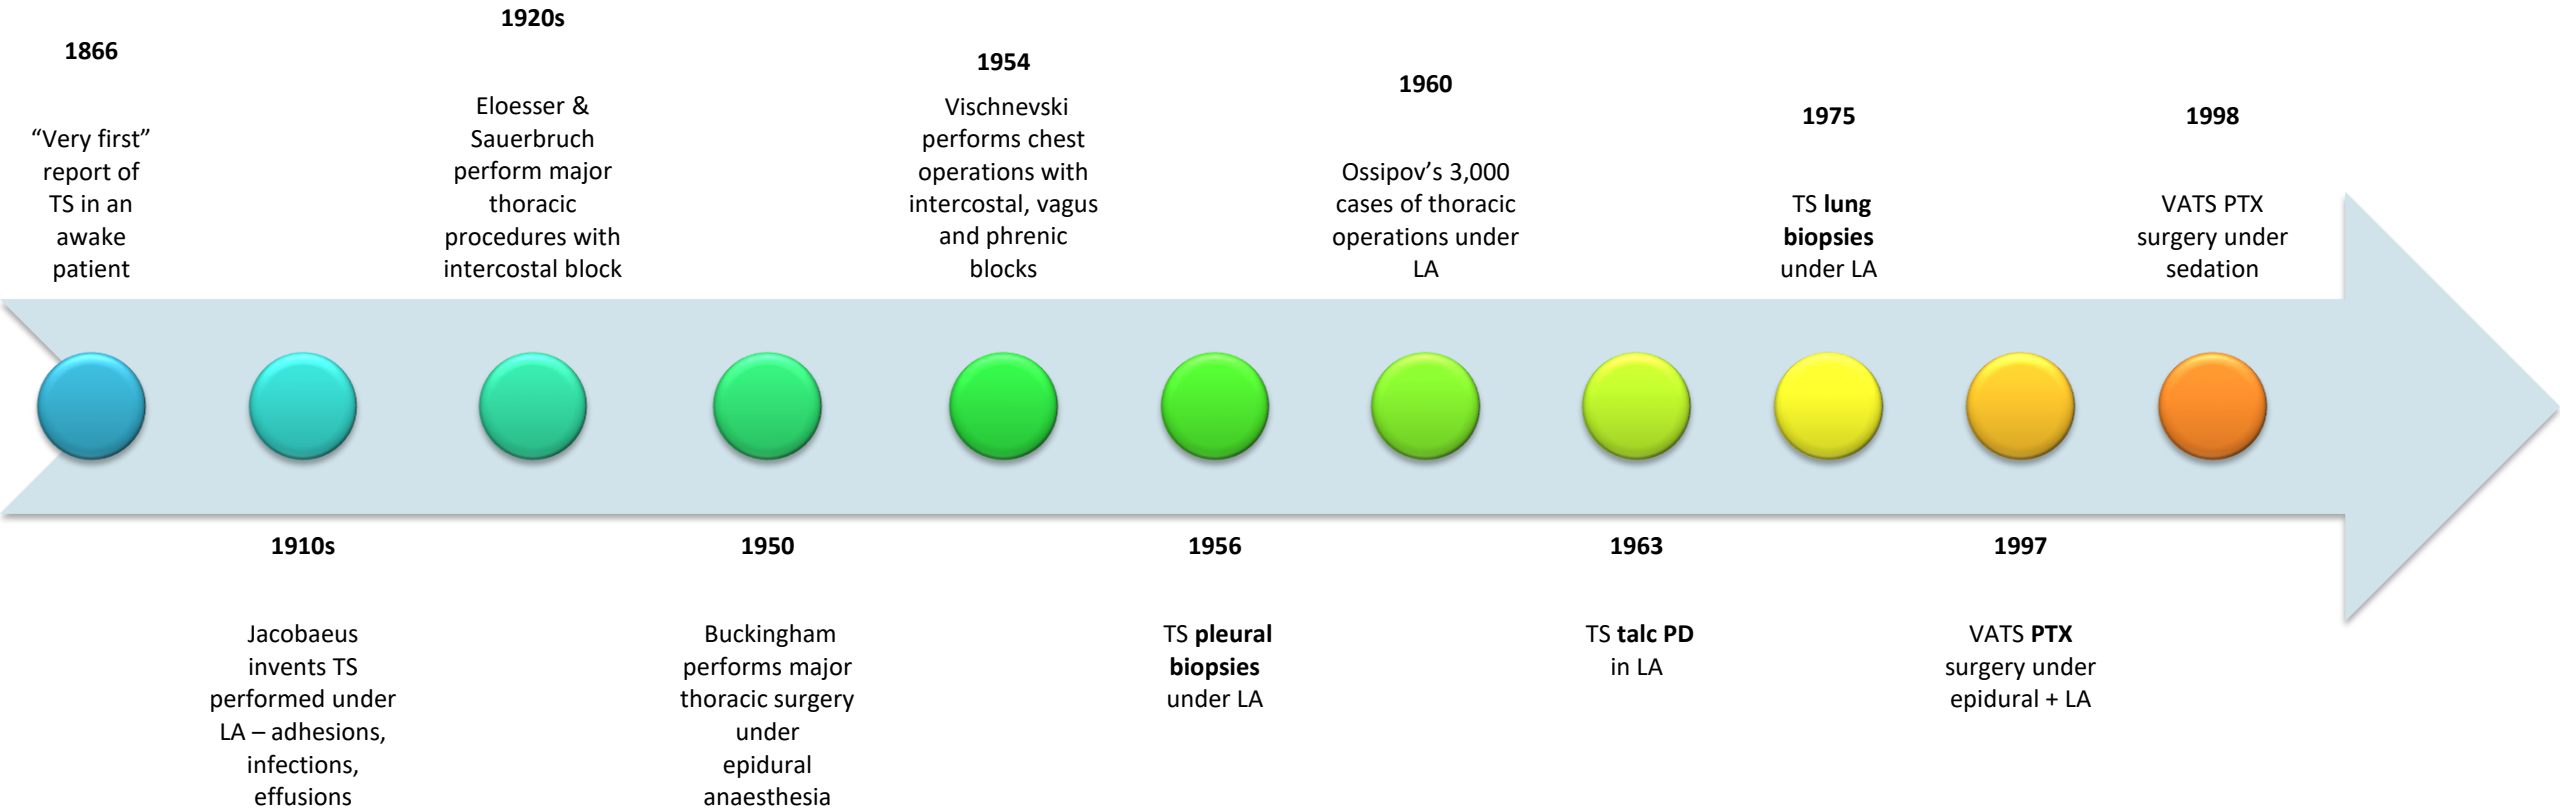 1866
“Very first”
report of
TS in an
awake
patient
1910s
Jacobaeus
invents TS
performed under
LA – adhesions,
infections,
effusions
1920s
Eloesser &
Sauerbruch
perform major
thoracic
procedures with
intercostal block
1950
Buckingham
performs major
thoracic surgery
under
epidural
anaesthesia
1954
Vischnevski
performs chest
operations with
intercostal, vagus
and phrenic
blocks
1956
TS pleural
biopsies
under LA
1960
Ossipov’s 3,000
cases of thoracic
operations under
LA
1963
TS talc PD
in LA
1975
TS lung
biopsies
under LA
1997
VATS PTX
surgery under
epidural + LA
1998
VATS PTX
surgery under
sedation